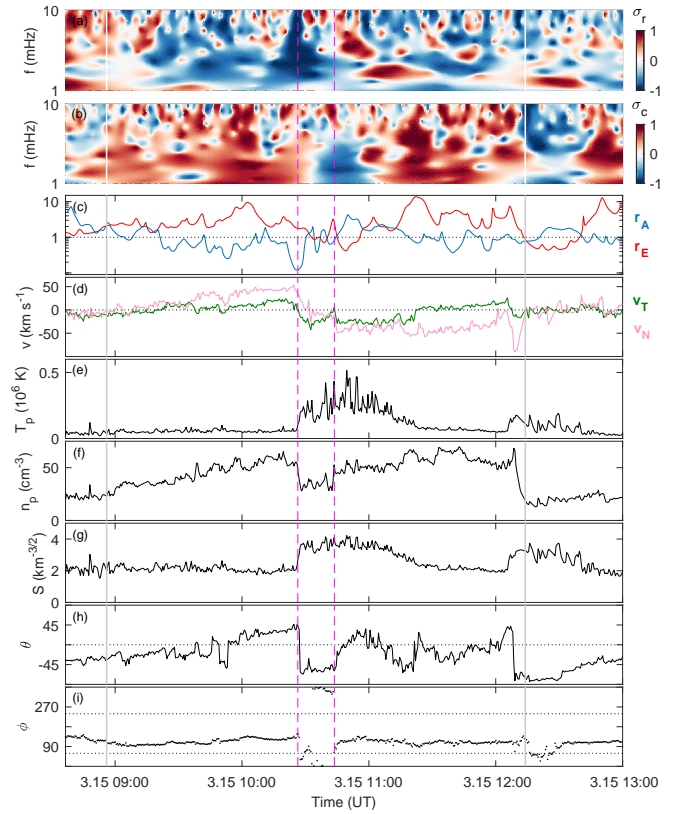 10 (a) σr
f (mHz) 1 0 -1
1
10 (b) σc
f (mHz) 1 0 -1
1
10 (c) rA
1 rE
50 (d) vT
v (km s-1) 0 vN
-50
0.5 (e)
Tp (10^6 K)
0
(f)
np (cm-3) 50
0
4 (g)
S (km-3/2) 2
0
(h)
45
θ
-45
(i)
270
ϕ
90
3.15 09:00 3.15 10:00 3.15 11:00 3.15 12:00 3.15 13:00
Time (UT)